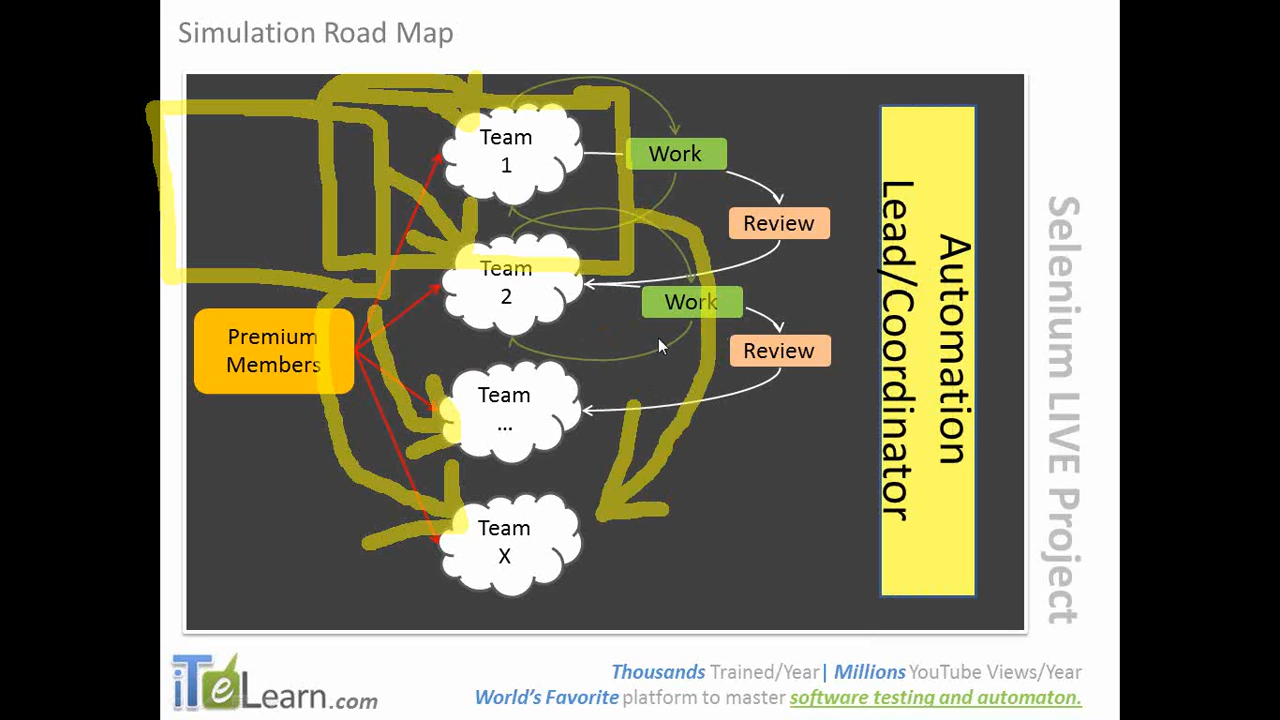 Simulation Road Map
Team
1
Work
Review
Team
2
Work
Review
Premium
Members
Team
...
Team
X
Automation
Lead/Coordinator
Selenium LIVE Project
iTeLearn.com
Thousands Trained/Year| Millions YouTube Views/Year
World's Favorite platform to master software testing and automaton.